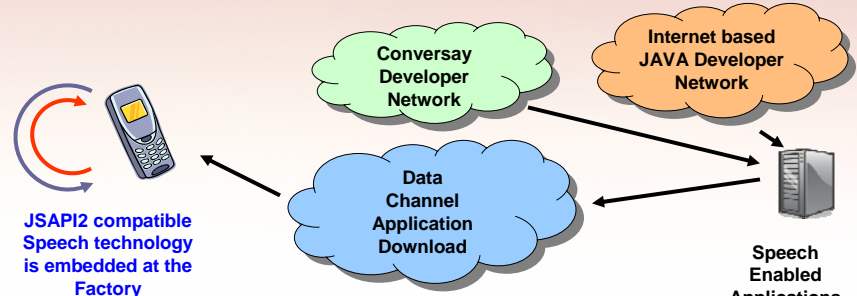 Conversay
Developer
Network
Internet based
JAVA Developer
Network
Data
Channel
Application
Download
JSAPI2 compatible
Speech technology
is embedded at the
Factory
Speech
Enabled
Applications